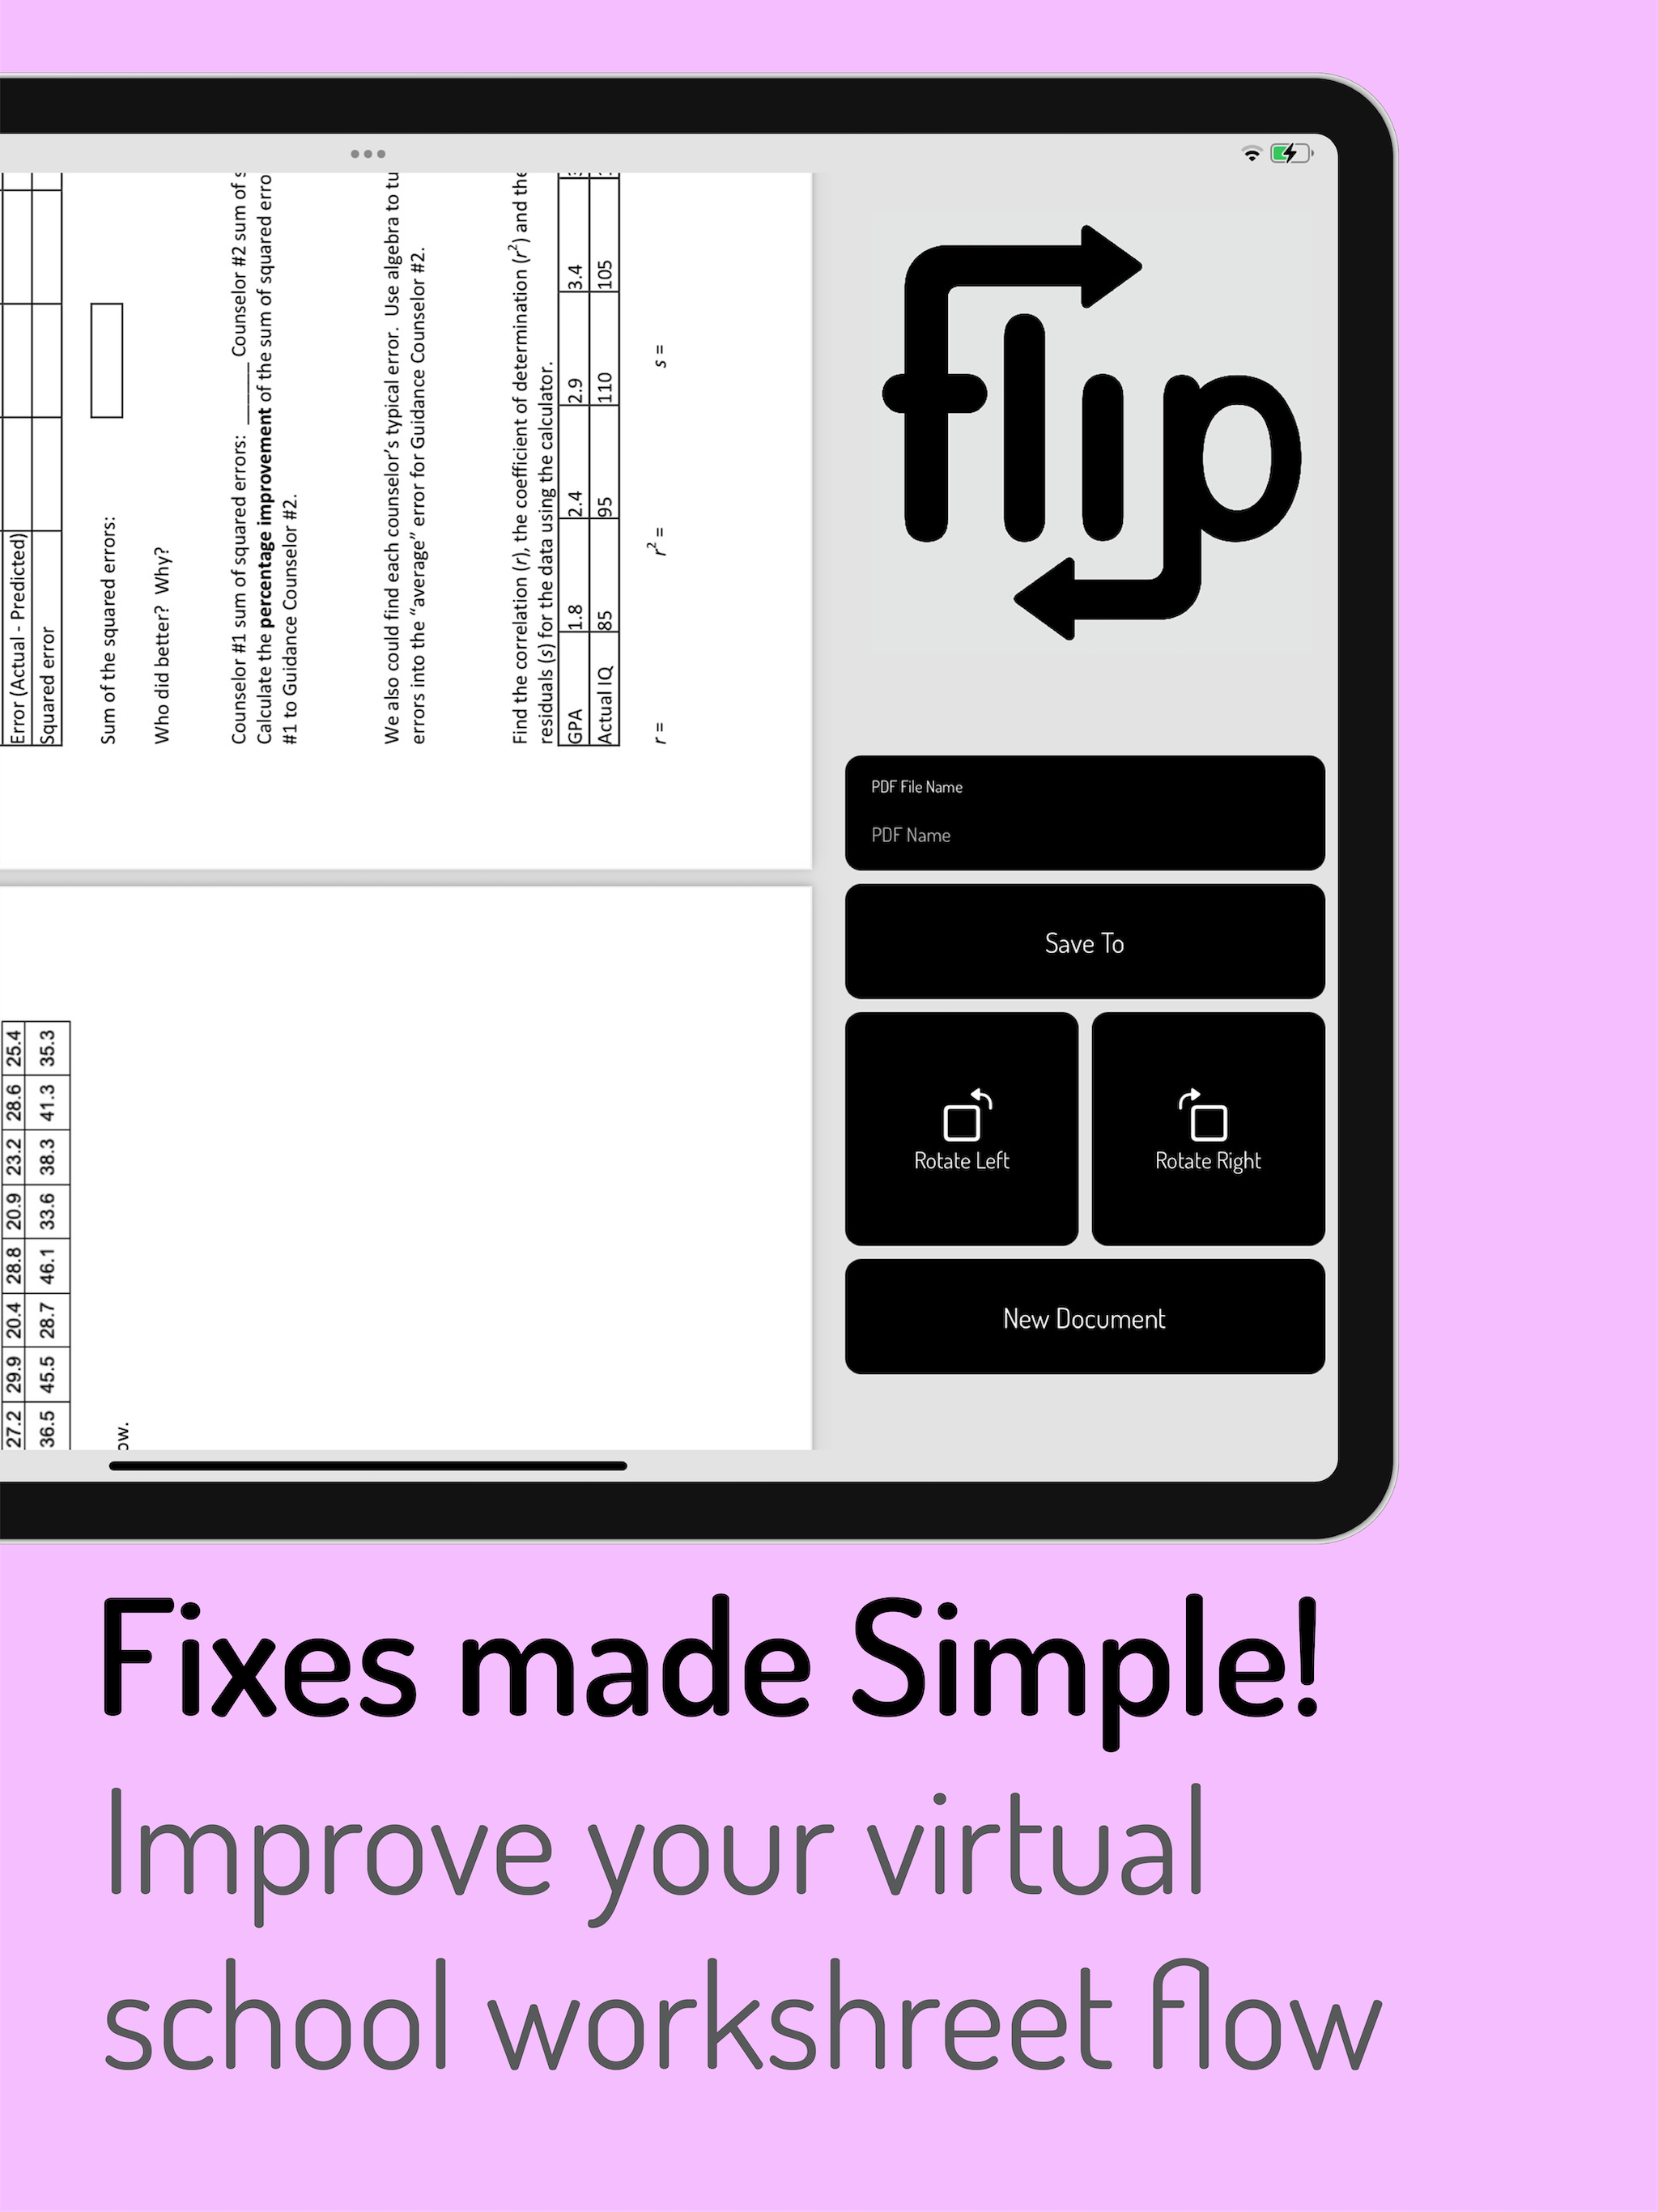 Error (Actual - Predicted)
Squared error
Sum of the squared errors:
Who did better? Why?
Counselor #1 sum of squared errors: ______ Counselor #2 sum of
Calculate the percentage improvement of the sum of squared erro
#1 to Guidance Counselor #2.
We also could find each counselor's typical error. Use algebra to tu
errors into the "average" error for Guidance Counselor #2.
Find the correlation (r), the coefficient of determination (r²) and the
residuals (s) for the data using the calculator.
GPA 1.8 2.4 2.9 3.4
Actual IQ 85 95 110 105
r = r² = s =
27.2 29.9 20.4 28.8 20.9 23.2 28.6 25.4
36.5 45.5 28.7 46.1 33.6 38.3 41.3 35.3
ow.
flip
PDF File Name
PDF Name
Save To
Rotate Left
Rotate Right
New Document
Fixes made Simple!
Improve your virtual
school workshreet flow